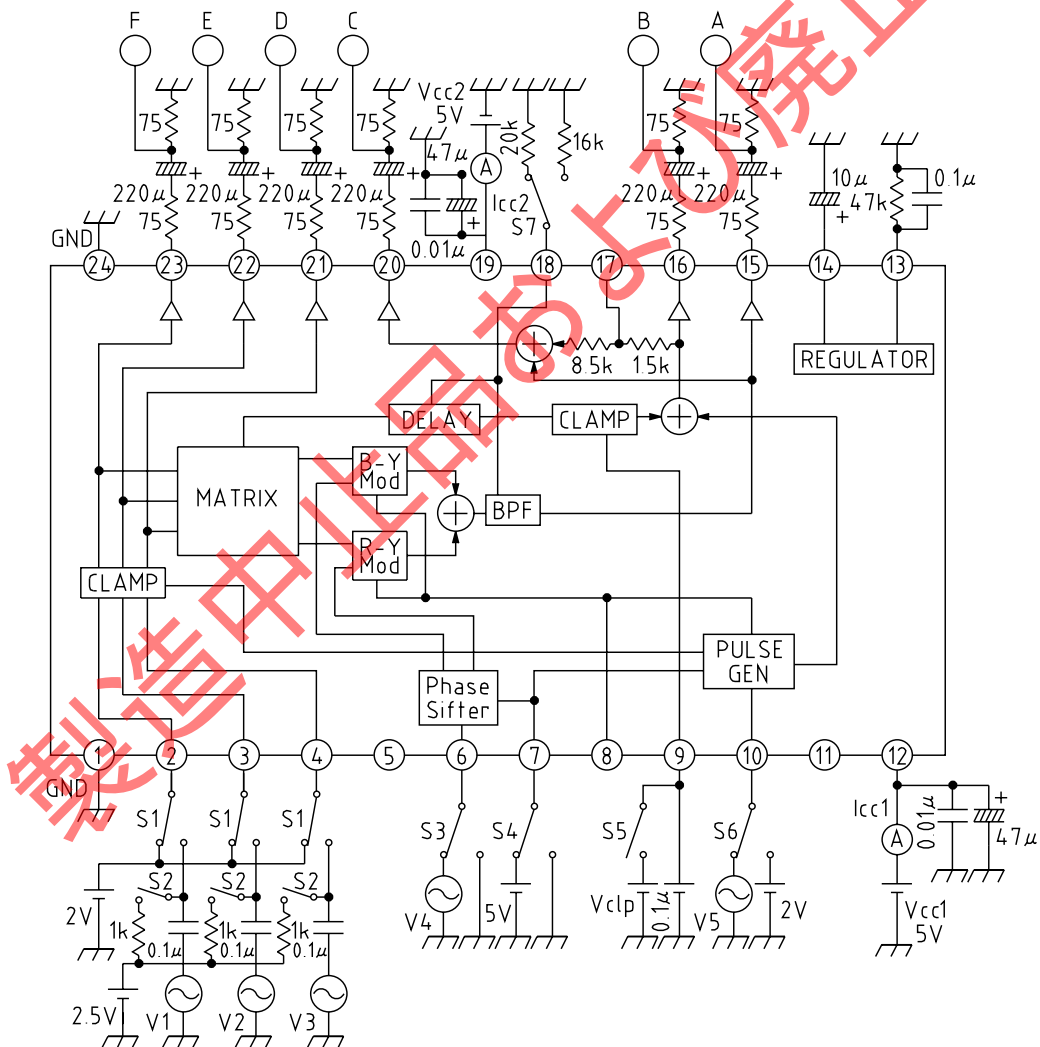 F E D C B A
75 75 75 75 75 75
Vcc2
5V
47μ
20k
16k
10μ
47k
0.1μ
220μ 220μ 220μ 220μ 220μ 220μ
75 75 75 75 75 75
A
Icc2
0.01μ
S7
GND
24 23 22 21 20 19 18 17 16 15 14 13
8.5k 1.5k
REGULATOR
DELAY
CLAMP
MATRIX
B-Y
Mod
BPF
R-Y
Mod
CLAMP
PULSE
GEN
Phase
Sifter
1 2 3 4 5 6 7 8 9 10 11 12
GND
S1 S1 S1
S3 S4 S5 S6
Icc1
A
0.01μ
47μ
S2 S2 S2
2V
1k 1k 1k
0.1μ 0.1μ 0.1μ
V4
5V
Vclp
0.1μ
V5
2V
Vcc1
5V
2.5V
V1 V2 V3
製造中止品および廃